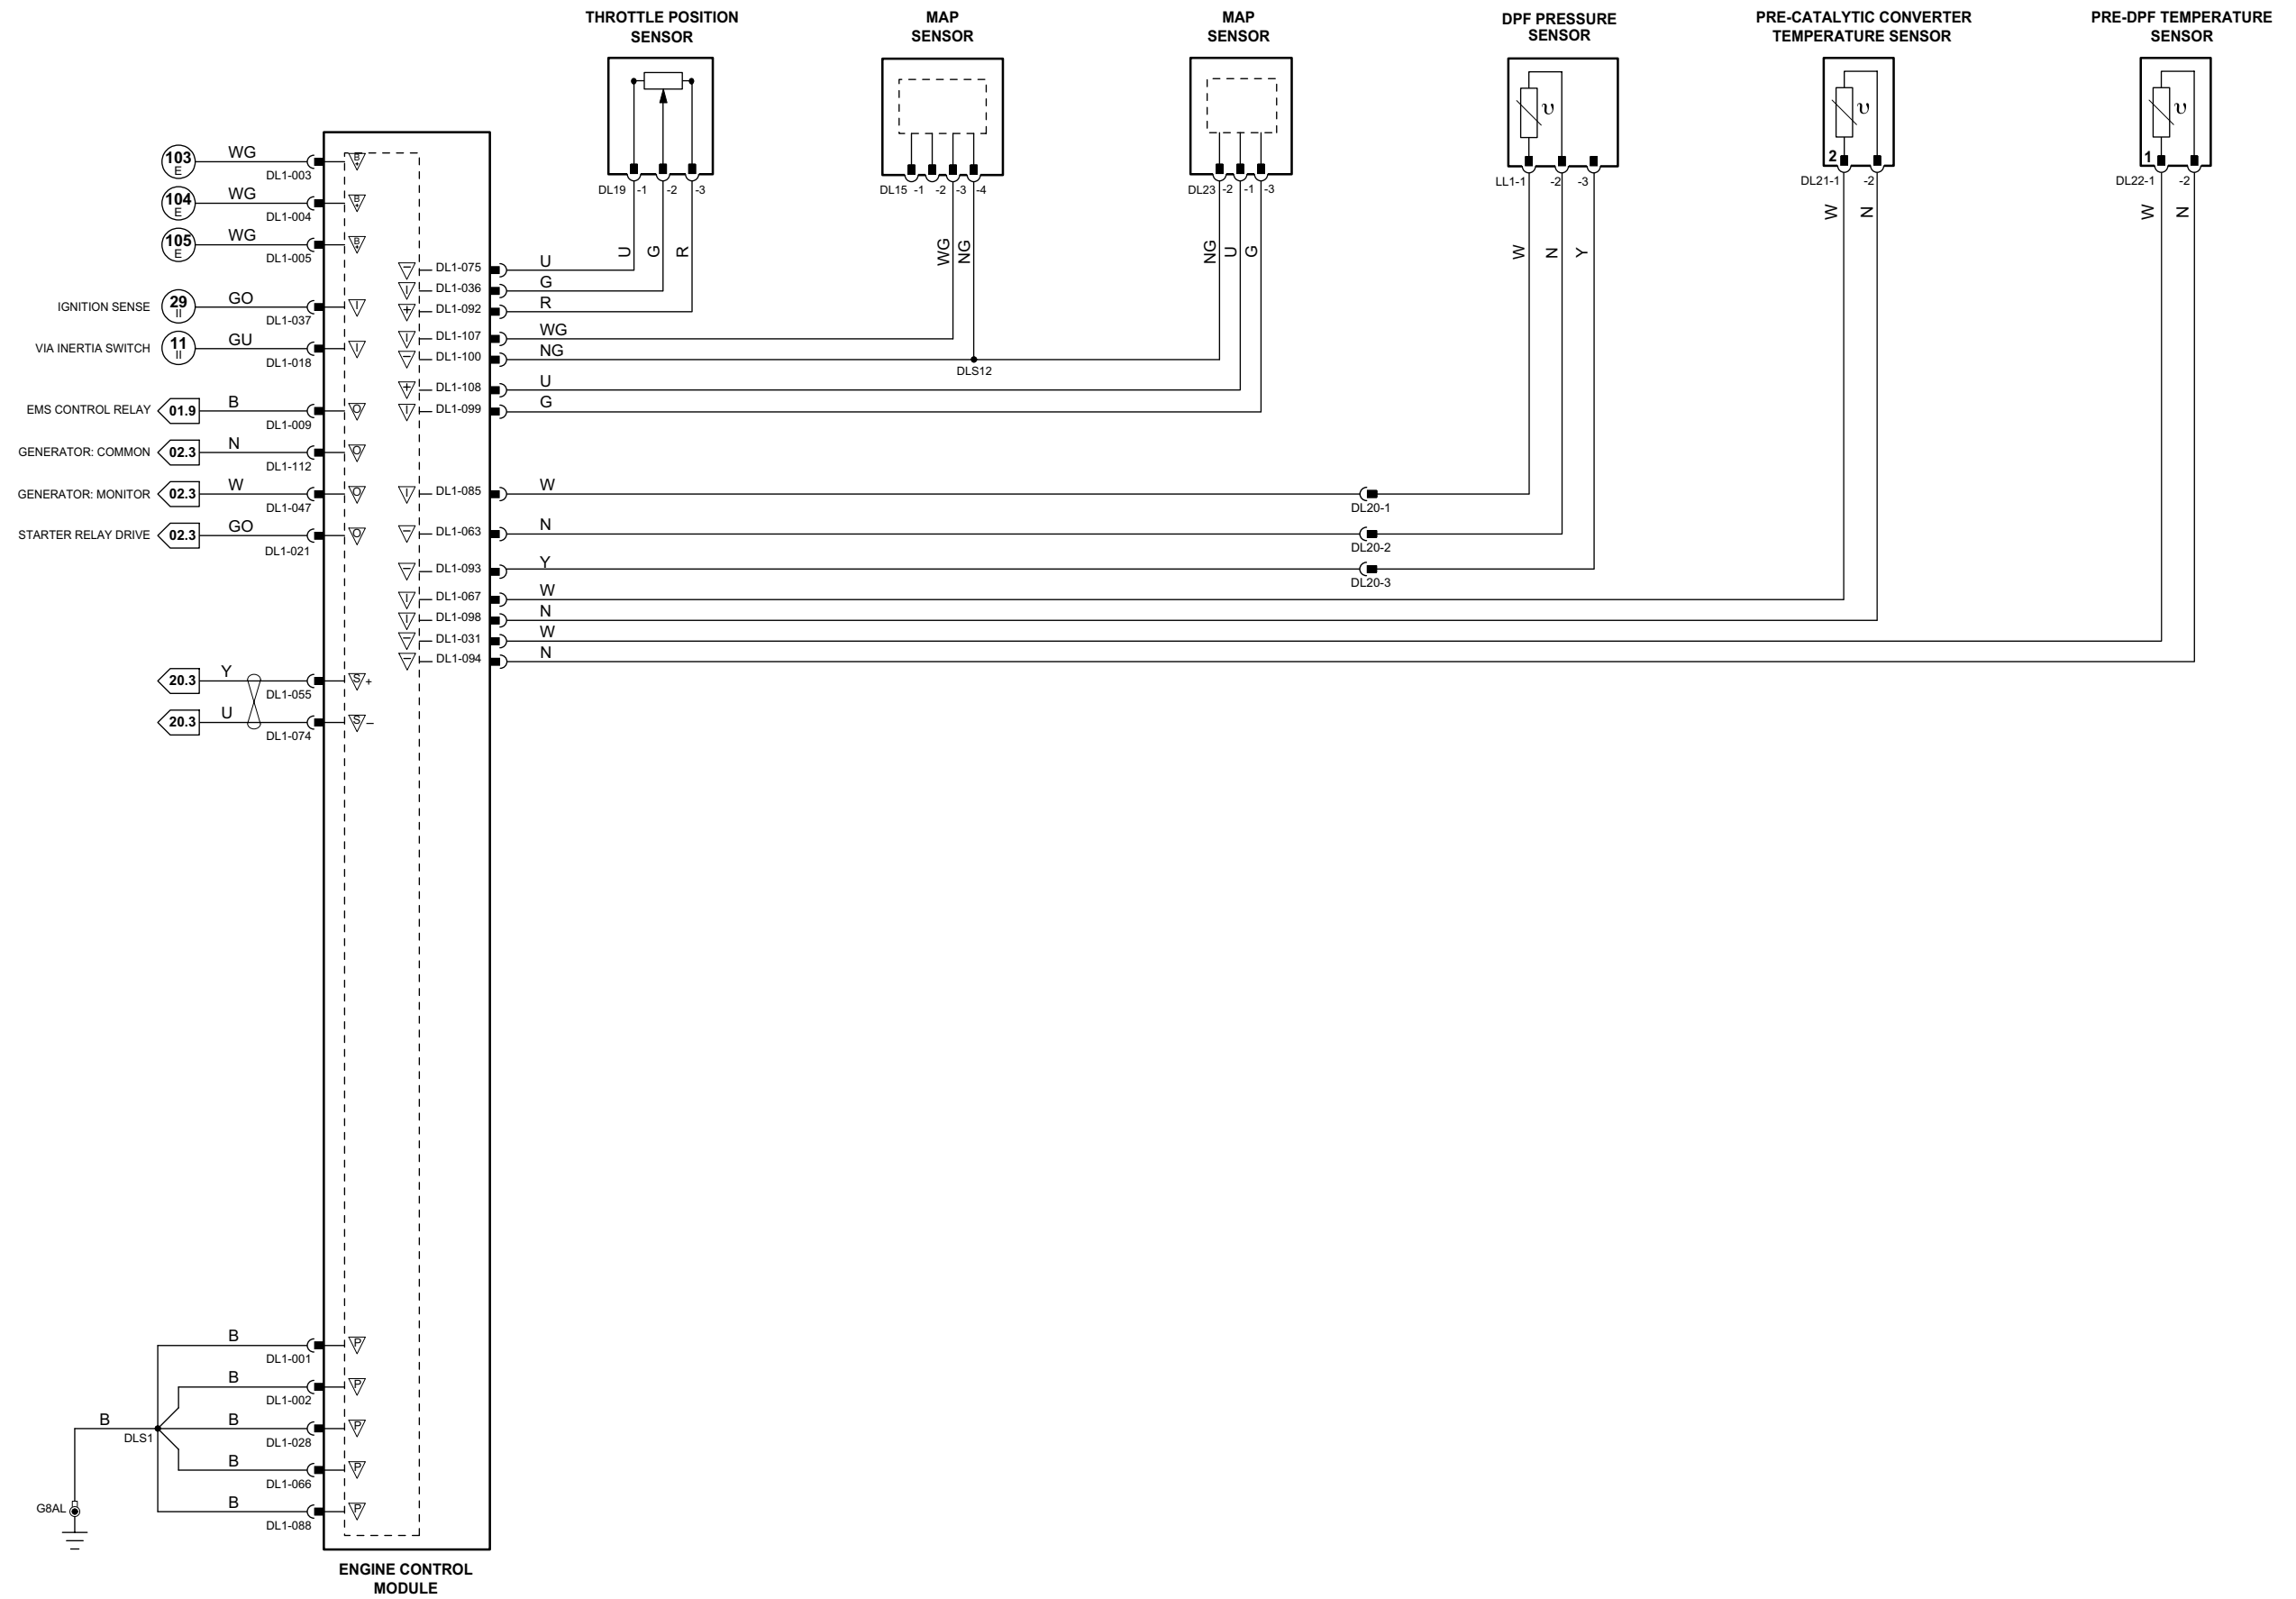 THROTTLE POSITION
SENSOR
MAP
SENSOR
MAP
SENSOR
DPF PRESSURE
SENSOR
PRE-CATALYTIC CONVERTER
TEMPERATURE SENSOR
PRE-DPF TEMPERATURE
SENSOR
υ
υ
υ
2
1
DL19 -1 -2 -3
DL15 -1 -2 -3 -4
DL23 -2 -1 -3
LL1-1 -2 -3
DL21-1 -2
DL22-1 -2
U G R
WG NG
NG U G
W N Y
W N
W N
103 E WG DL1-003 B+
104 E WG DL1-004 B+
105 E WG DL1-005 B+
IGNITION SENSE 29 II GO DL1-037 I
VIA INERTIA SWITCH 11 II GU DL1-018 I
EMS CONTROL RELAY 01.9 B DL1-009 O
GENERATOR: COMMON 02.3 N DL1-112 O
GENERATOR: MONITOR 02.3 W DL1-047 O
STARTER RELAY DRIVE 02.3 GO DL1-021 O
20.3 Y DL1-055 S +
20.3 U DL1-074 S –
– DL1-075 U
I DL1-036 G
+ DL1-092 R
I DL1-107 WG
– DL1-100 NG
DLS12
+ DL1-108 U
I DL1-099 G
I DL1-085 W DL20-1
– DL1-063 N DL20-2
– DL1-093 Y DL20-3
I DL1-067 W
I DL1-098 N
– DL1-031 W
– DL1-094 N
B DL1-001 P
B DL1-002 P
B DLS1 B DL1-028 P
B DL1-066 P
G8AL B DL1-088 P
ENGINE CONTROL
MODULE